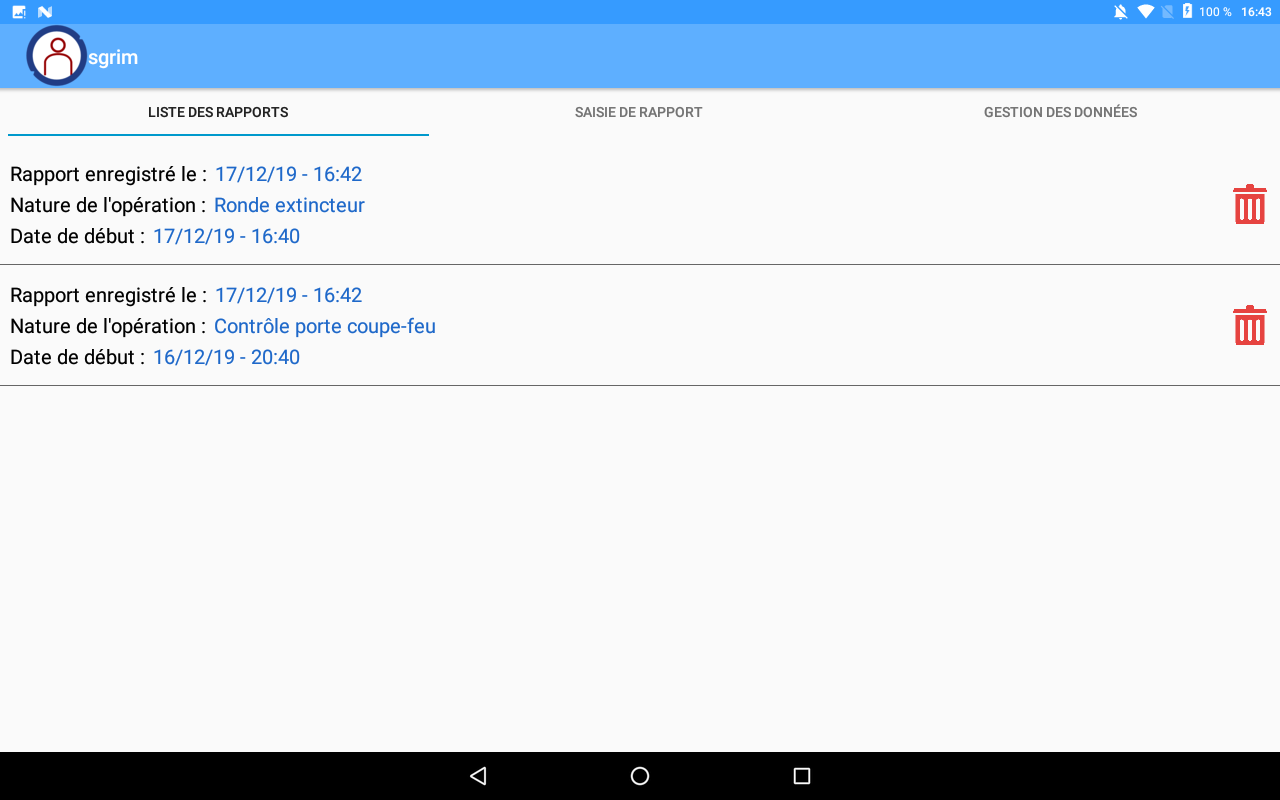 100 % 16:43
sgrim
LISTE DES RAPPORTS SAISIE DE RAPPORT GESTION DES DONNÉES
Rapport enregistré le : 17/12/19 - 16:42
Nature de l'opération : Ronde extincteur
Date de début : 17/12/19 - 16:40
Rapport enregistré le : 17/12/19 - 16:42
Nature de l'opération : Contrôle porte coupe-feu
Date de début : 16/12/19 - 20:40